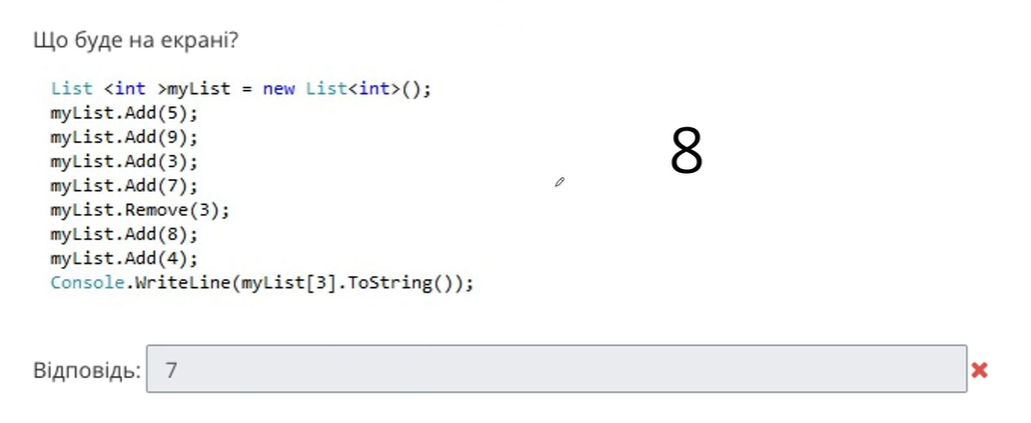 Що буде на екрані?
List <int >myList = new List<int>();
myList.Add(5);
myList.Add(9);
myList.Add(3);
myList.Add(7);
myList.Remove(3);
myList.Add(8);
myList.Add(4);
Console.WriteLine(myList[3].ToString());
8
Відповідь: 7